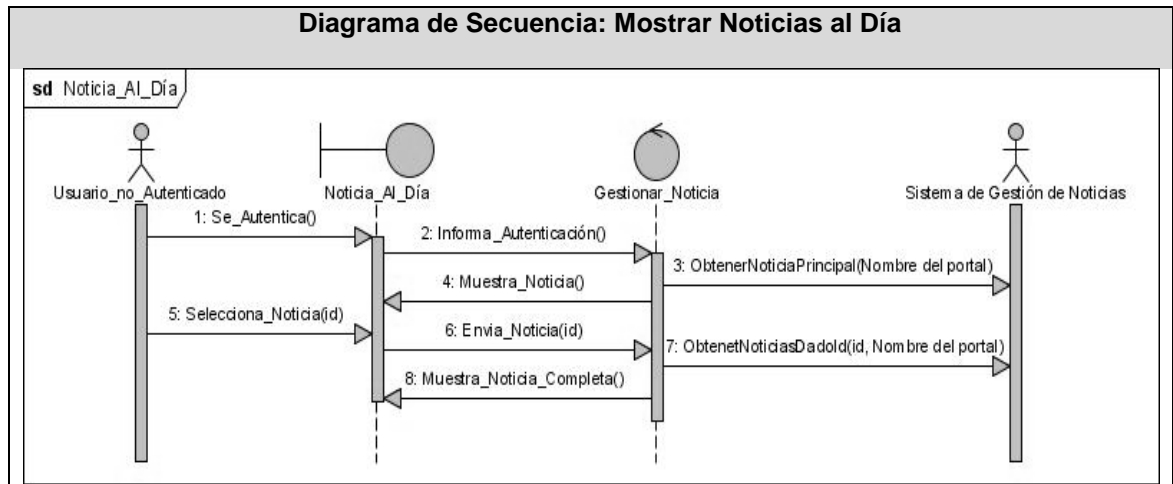 Diagrama de Secuencia: Mostrar Noticias al Día
sd Noticia_Al_Día
Usuario_no_Autenticado
Noticia_Al_Día
Gestionar_Noticia
Sistema de Gestión de Noticias
1: Se_Autentica()
2: Informa_Autenticación()
3: ObtenerNoticiaPrincipal(Nombre del portal)
4: Muestra_Noticia()
5: Selecciona_Noticia(id)
6: Envia_Noticia(id)
7: ObtenetNoticiasDadoId(id, Nombre del portal)
8: Muestra_Noticia_Completa()